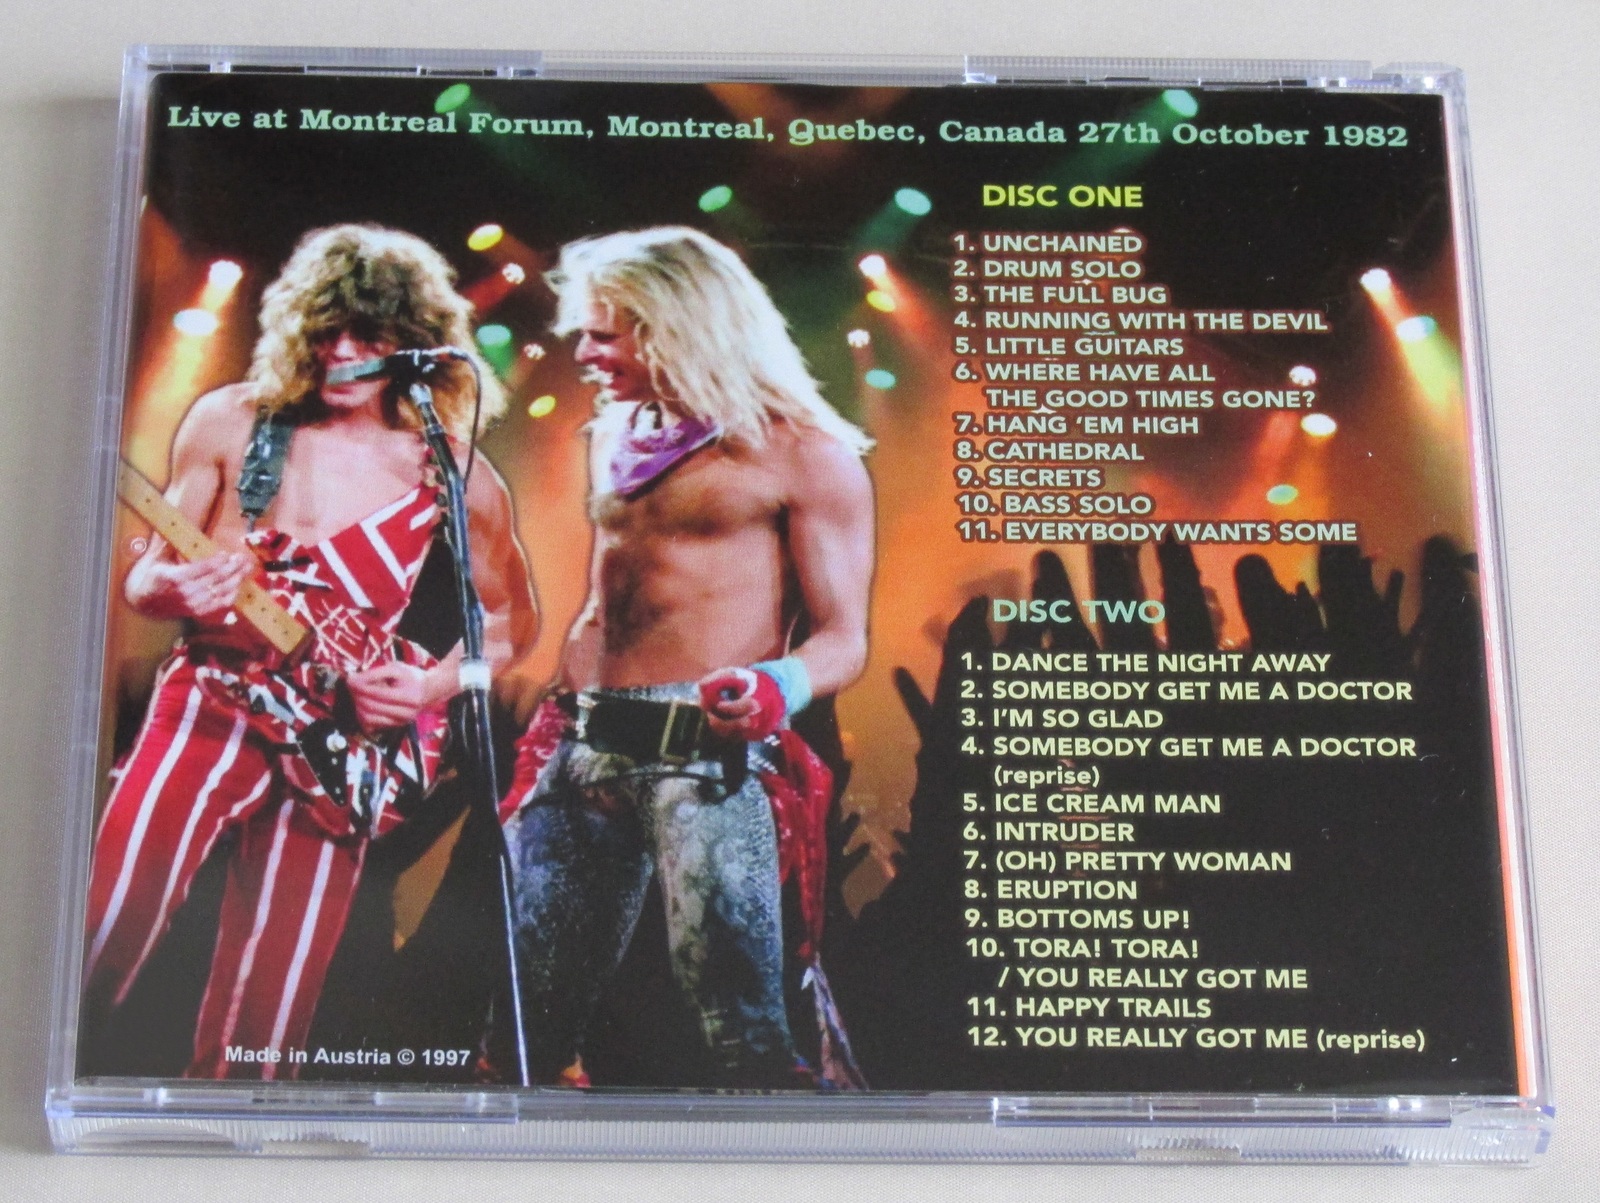 Live at Montreal Forum, Montreal, Quebec, Canada 27th October 1982
DISC ONE
1. UNCHAINED
2. DRUM SOLO
3. THE FULL BUG
4. RUNNING WITH THE DEVIL
5. LITTLE GUITARS
6. WHERE HAVE ALL
THE GOOD TIMES GONE?
7. HANG 'EM HIGH
8. CATHEDRAL
9. SECRETS
10. BASS SOLO
11. EVERYBODY WANTS SOME
DISC TWO
1. DANCE THE NIGHT AWAY
2. SOMEBODY GET ME A DOCTOR
3. I'M SO GLAD
4. SOMEBODY GET ME A DOCTOR
(reprise)
5. ICE CREAM MAN
6. INTRUDER
7. (OH) PRETTY WOMAN
8. ERUPTION
9. BOTTOMS UP!
10. TORA! TORA!
/ YOU REALLY GOT ME
11. HAPPY TRAILS
12. YOU REALLY GOT ME (reprise)
Made in Austria © 1997